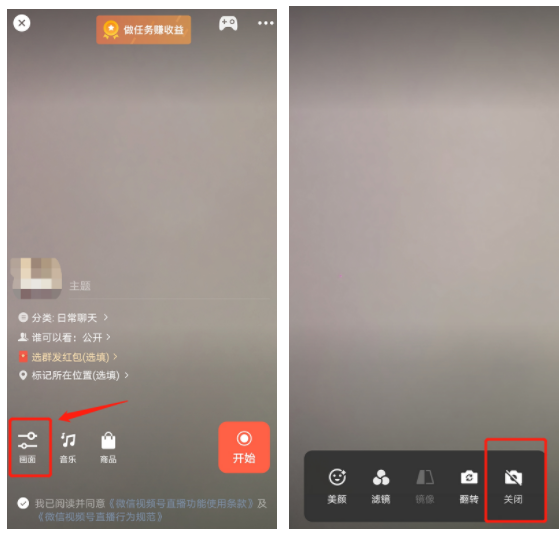 做任务赚收益
主题
分类: 日常聊天 >
谁可以看: 公开 >
选群发红包(选填) >
标记所在位置(选填) >
画面
音乐
商品
开始
我已阅读并同意《微信视频号直播功能使用条款》及
《微信视频号直播行为规范》
美颜
滤镜
镜像
翻转
关闭